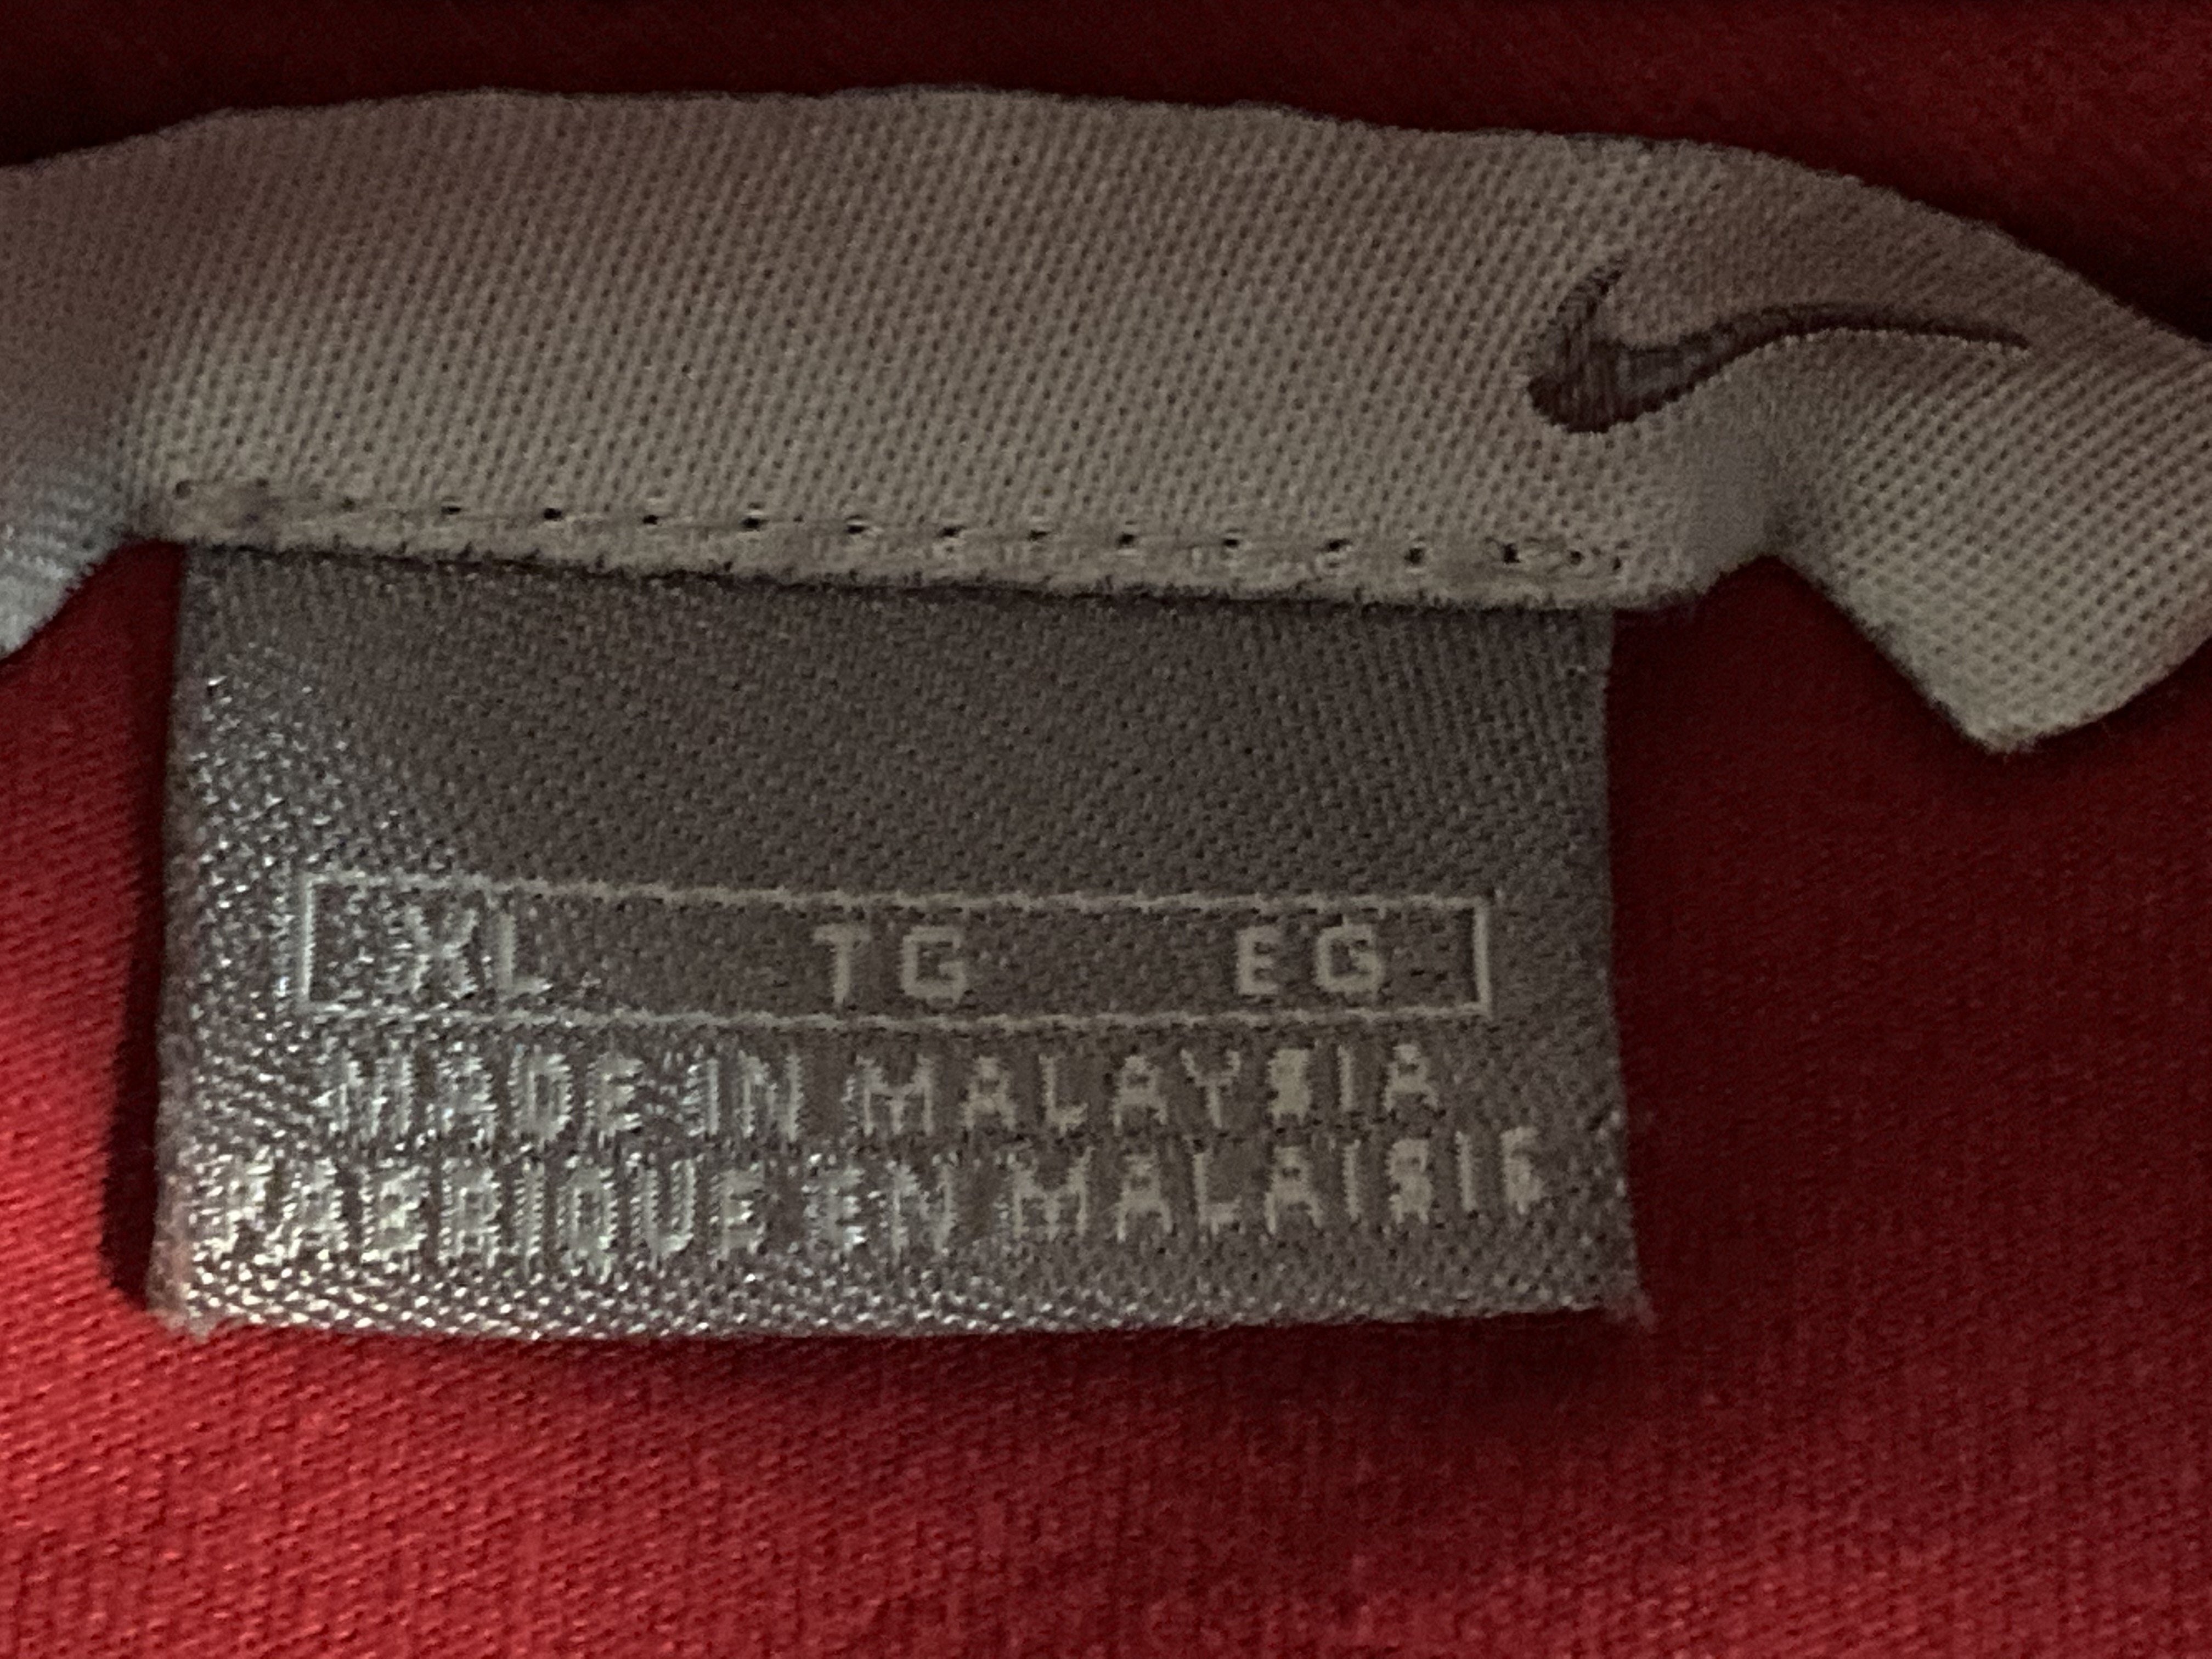 XL TG EG
MADE IN MALAYSIA
FABRIQUE EN MALAISIE